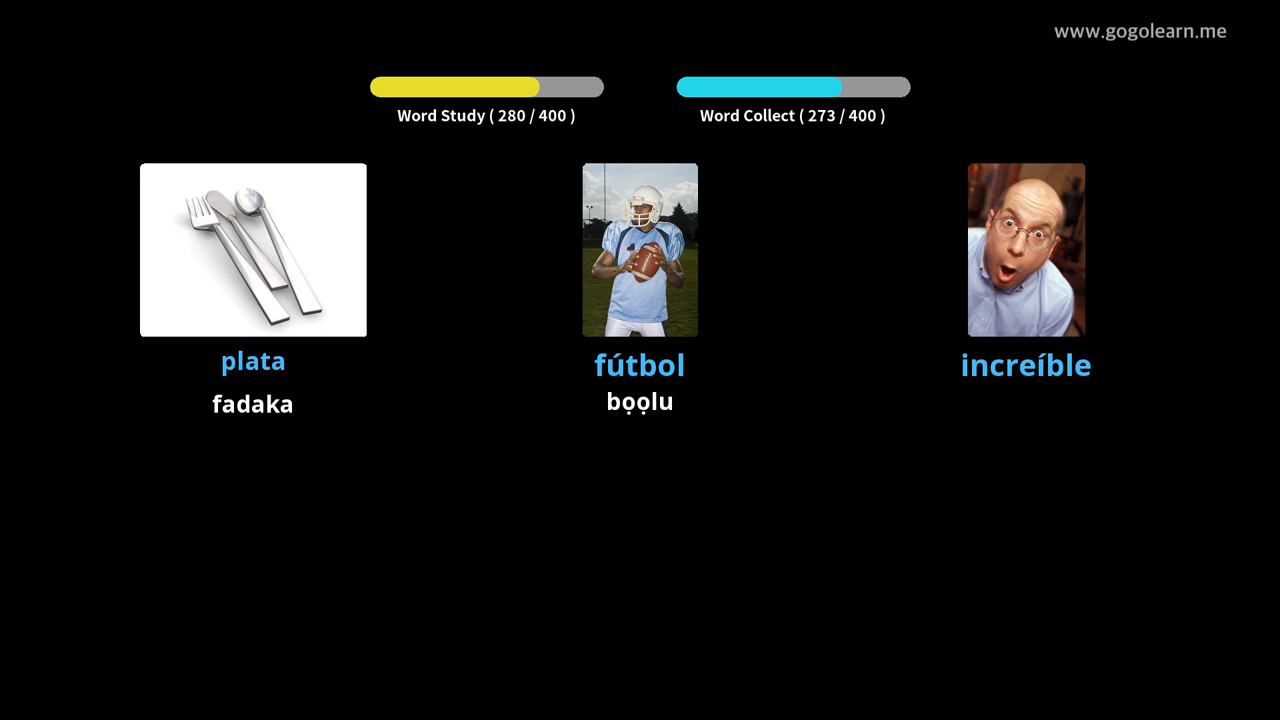 www.gogolearn.me
Word Study ( 280 / 400 )
Word Collect ( 273 / 400 )
plata
fadaka
fútbol
bọọlu
increíble